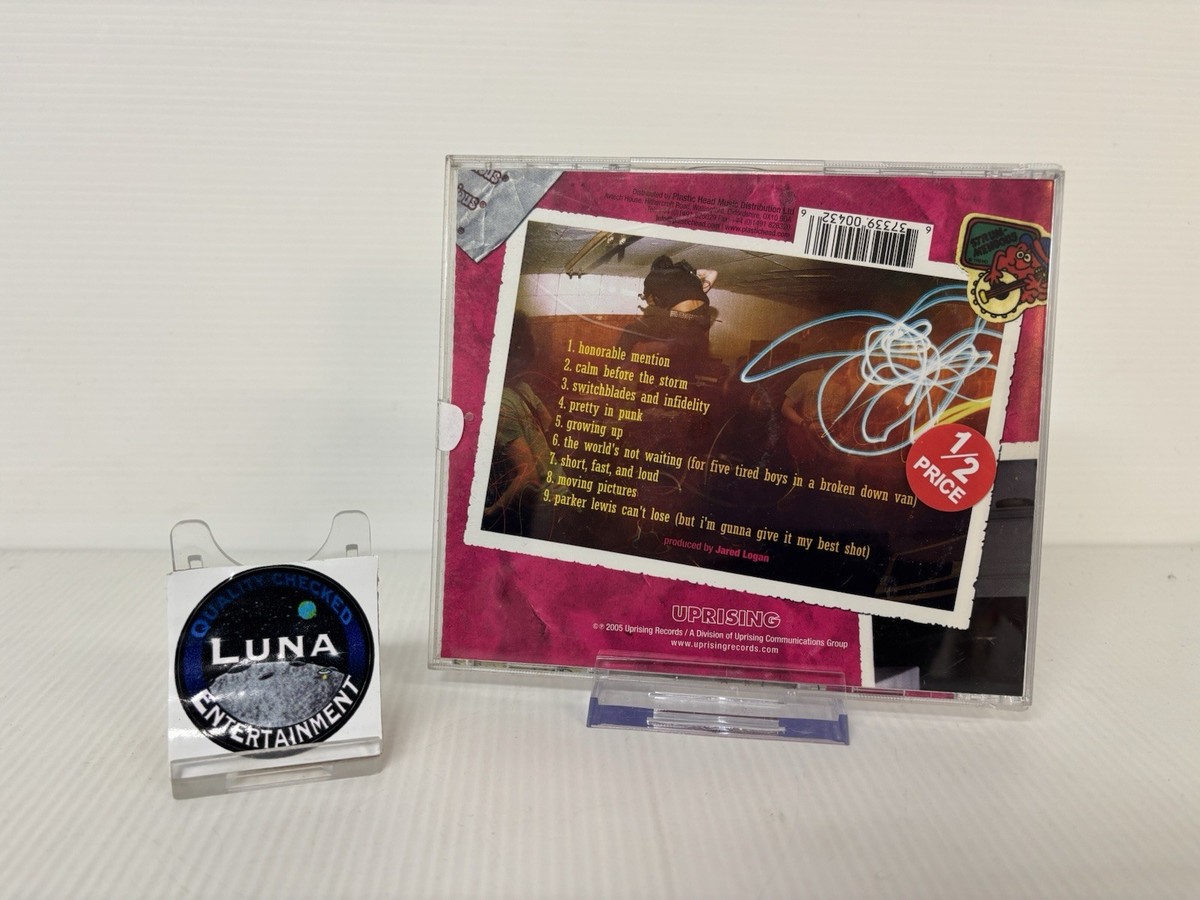 Distributed by Plastic Head Music Distribution Ltd
6 37339 00432 6
STRUM-
1. honorable mention
2. calm before the storm
3. switchblades and infidelity
4. pretty in punk
5. growing up
6. the world's not waiting (for five tired boys in a broken down van)
7. short, fast, and loud
8. moving pictures
9. parker lewis can't lose (but i'm gunna give it my best shot)
produced by Jared Logan
1/2
PRICE
UPRISING
©℗ 2005 Uprising Records / A Division of Uprising Communications Group
www.uprisingrecords.com
QUALITY CHECKED
LUNA
ENTERTAINMENT